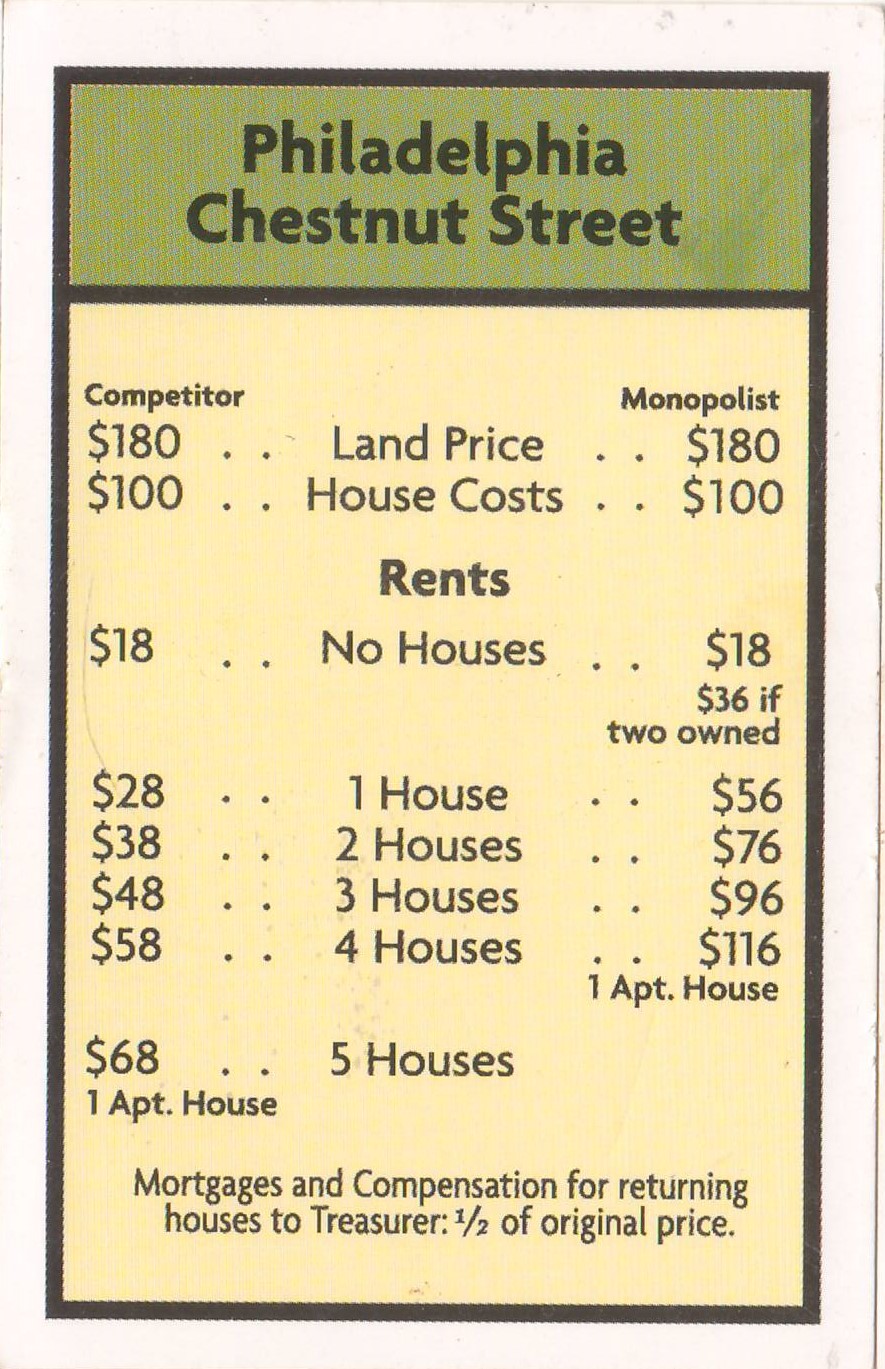 Philadelphia
Chestnut Street
Competitor Monopolist
$180 . . Land Price . . $180
$100 . . House Costs . . $100
Rents
$18 . . No Houses . . $18
$36 if
two owned
$28 . . 1 House . . $56
$38 . . 2 Houses . . $76
$48 . . 3 Houses . . $96
$58 . . 4 Houses . . $116
1 Apt. House
$68 . . 5 Houses
1 Apt. House
Mortgages and Compensation for returning
houses to Treasurer: ½ of original price.